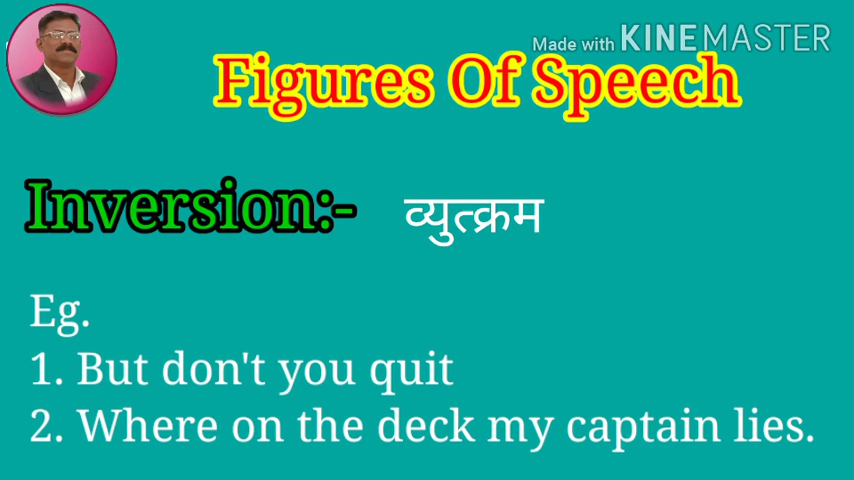 Made with KINEMASTER
Figures Of Speech
Inversion:- व्युत्क्रम
Eg.
1. But don't you quit
2. Where on the deck my captain lies.